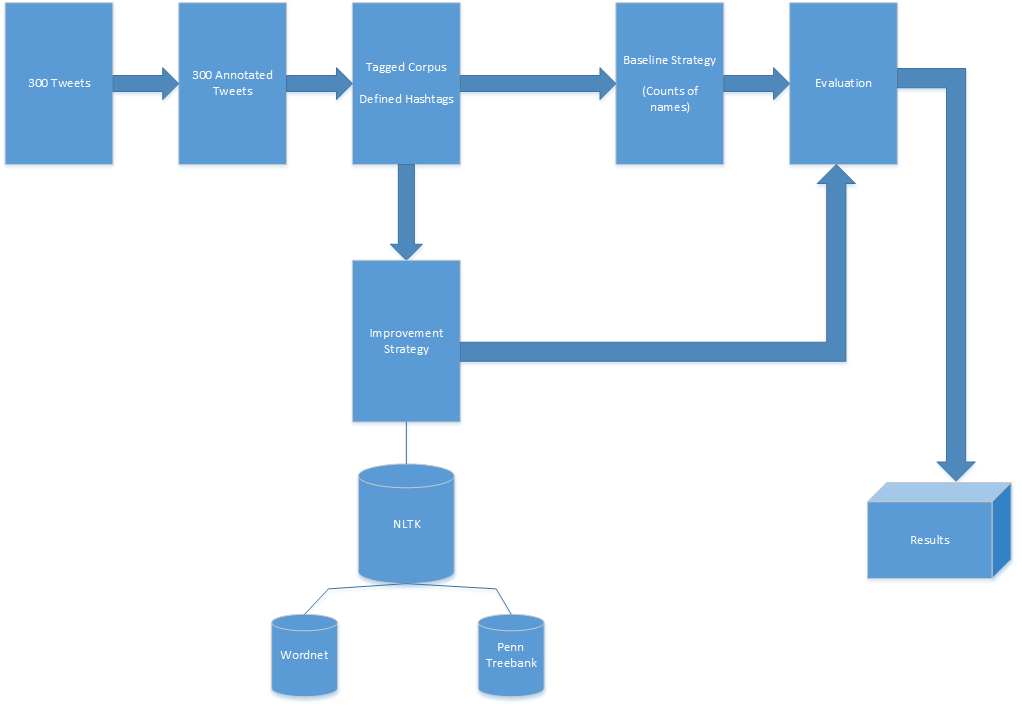 300 Tweets
300 Annotated
Tweets
Tagged Corpus
Defined Hashtags
Baseline Strategy
(Counts of
names)
Evaluation
Improvement
Strategy
NLTK
Results
Wordnet
Penn
Treebank